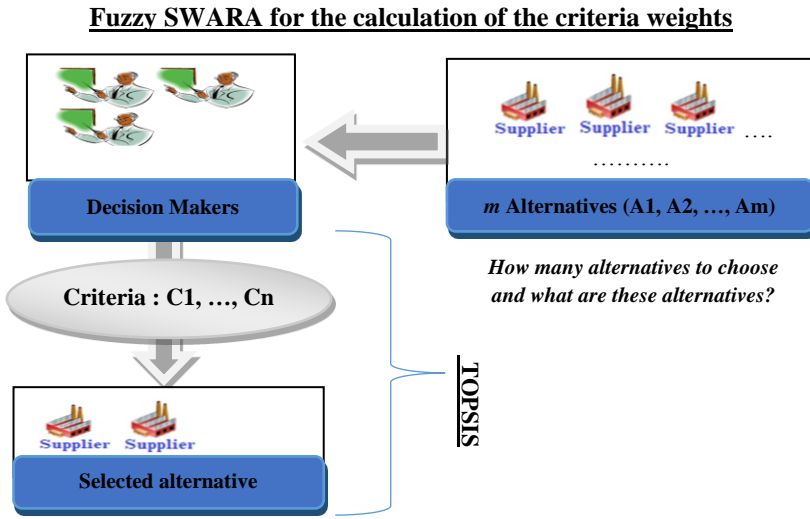 Fuzzy SWARA for the calculation of the criteria weights
Supplier Supplier Supplier ….
……….
Decision Makers
m Alternatives (A1, A2, …, Am)
How many alternatives to choose
and what are these alternatives?
Criteria : C1, …, Cn
TOPSIS
Supplier Supplier
Selected alternative